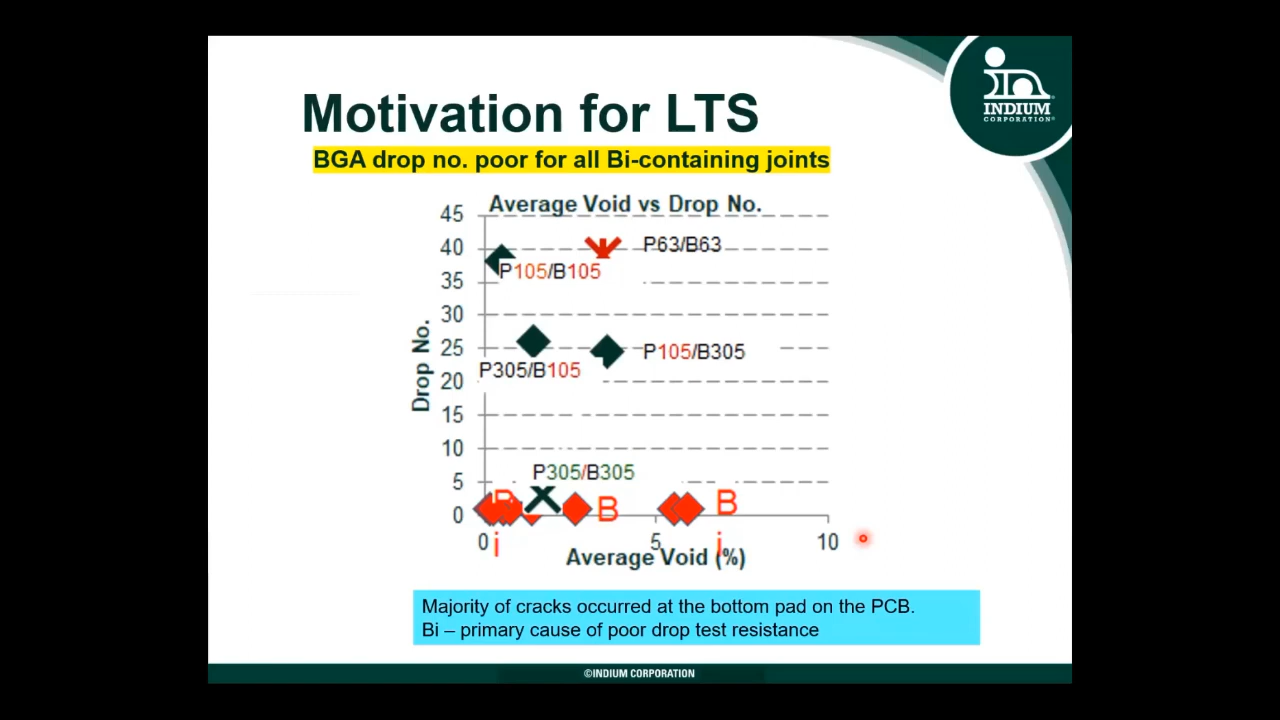 Motivation for LTS
INDIUM
CORPORATION®
BGA drop no. poor for all Bi-containing joints
Average Void vs Drop No.
45
40
35
30
25
20
15
10
5
0
Drop No.
P63/B63
P105/B105
P105/B305
P305/B105
P305/B305
Bi
Bi
Bi
0
5
10
Average Void (%)
Majority of cracks occurred at the bottom pad on the PCB.
Bi – primary cause of poor drop test resistance
©INDIUM CORPORATION